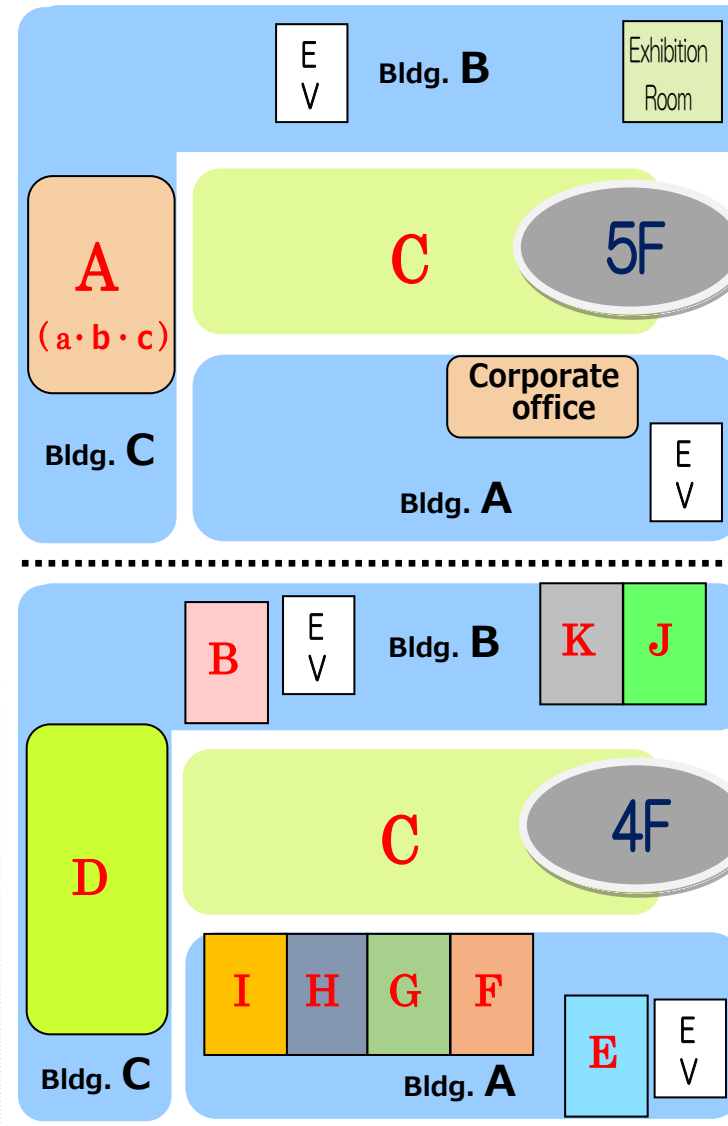 E
V
Bldg. B
Exhibition
Room
A
(a・b・c)
C
5F
Corporate
office
Bldg. C
Bldg. A
E
V
B
E
V
Bldg. B
K
J
D
C
4F
I
H
G
F
E
E
V
Bldg. C
Bldg. A